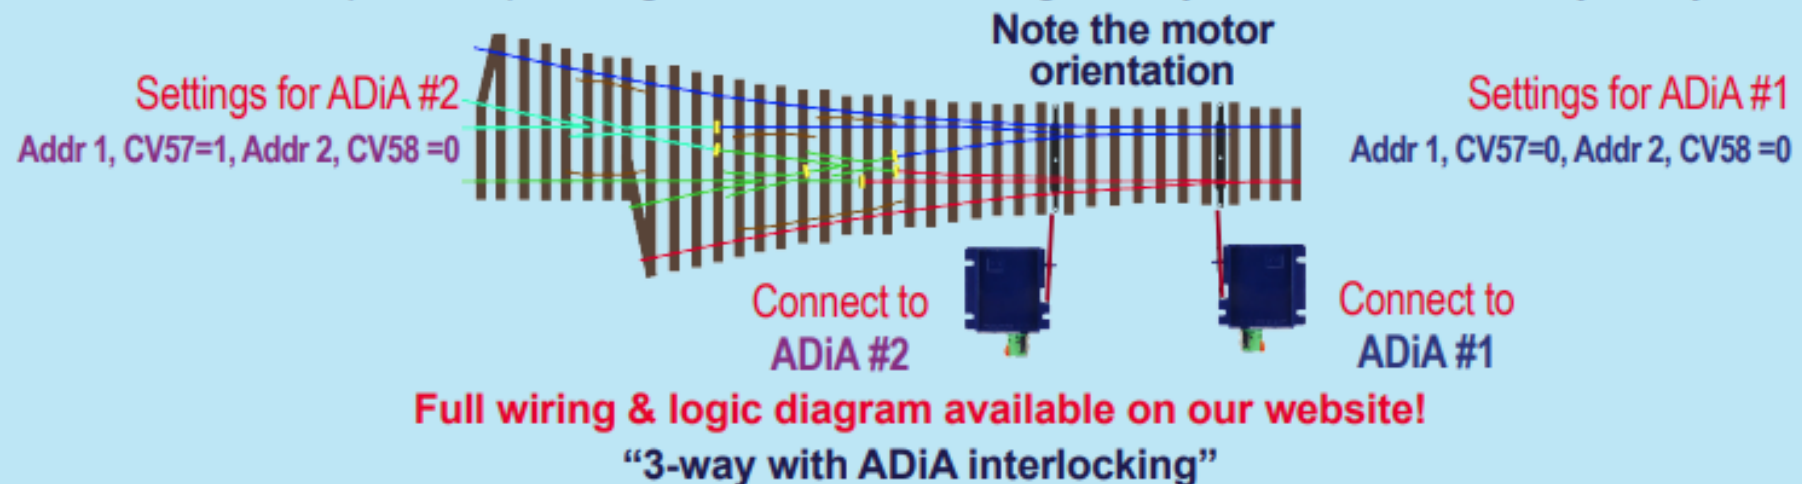 Note the motor
orientation
Settings for ADiA #2
Addr 1, CV57=1, Addr 2, CV58 =0
Settings for ADiA #1
Addr 1, CV57=0, Addr 2, CV58 =0
Connect to
ADiA #2
Connect to
ADiA #1
Full wiring & logic diagram available on our website!
“3-way with ADiA interlocking”